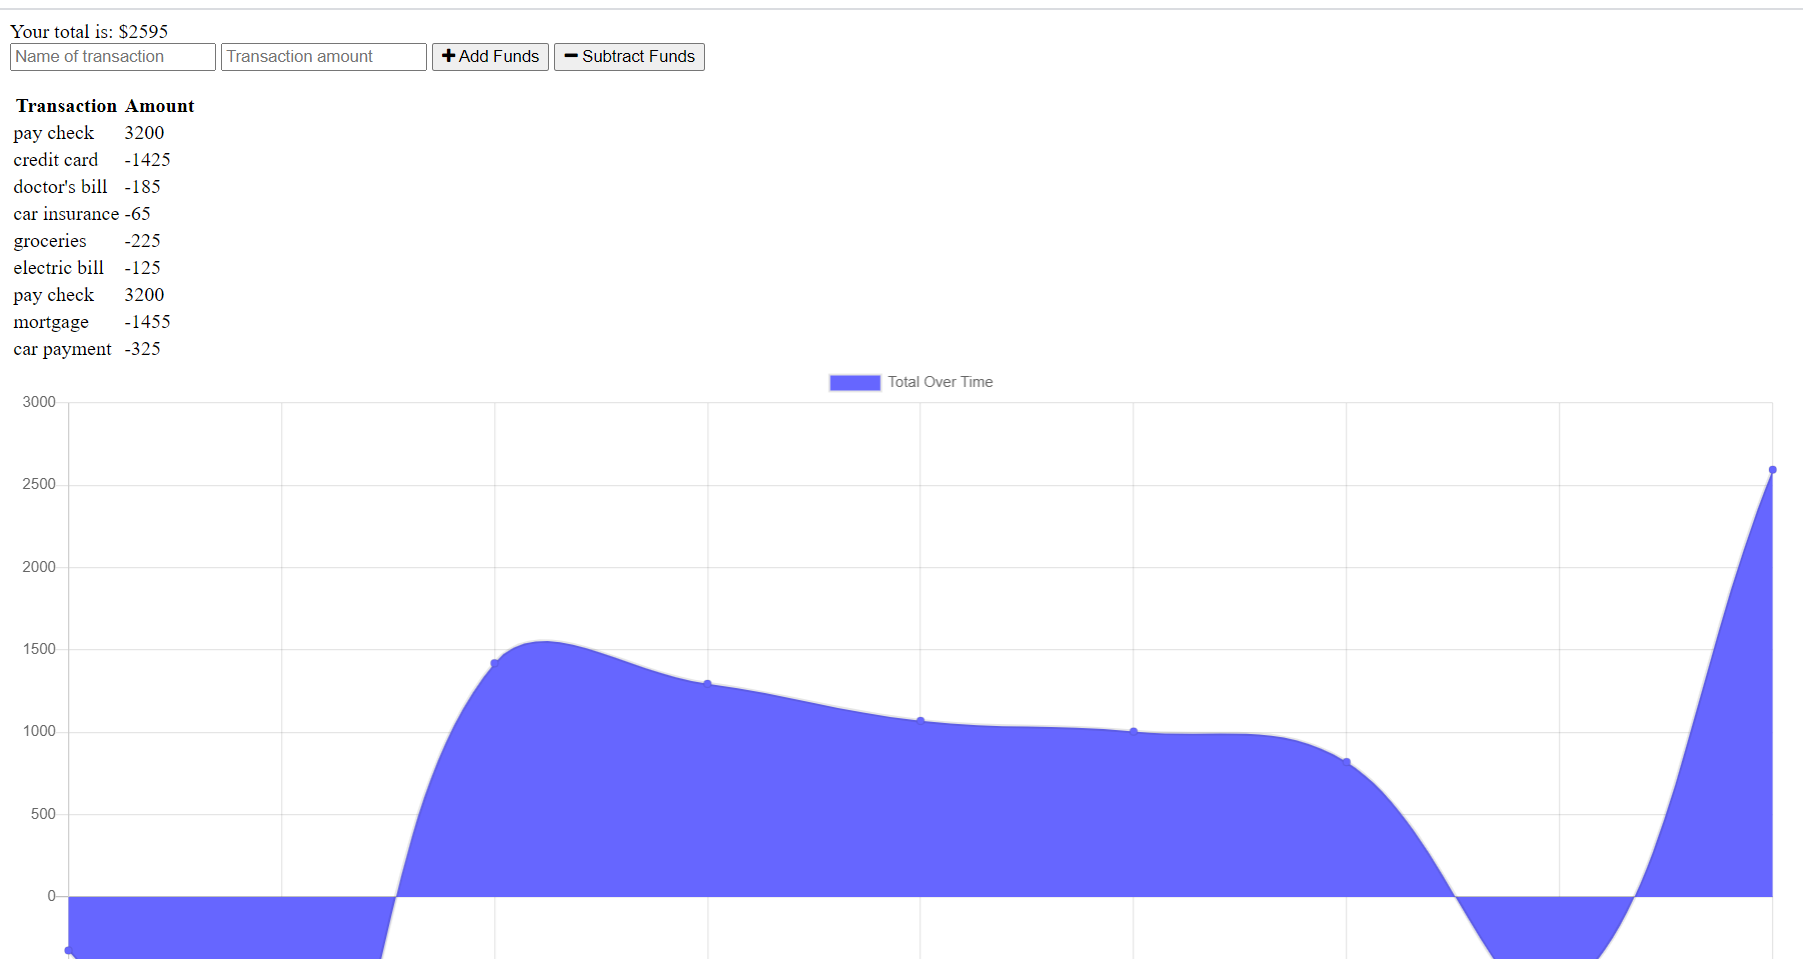 Your total is: $2595
Name of transaction Transaction amount Add Funds Subtract Funds
Transaction Amount
pay check 3200
credit card -1425
doctor's bill -185
car insurance -65
groceries -225
electric bill -125
pay check 3200
mortgage -1455
car payment -325
Total Over Time
3000
2500
2000
1500
1000
500
0